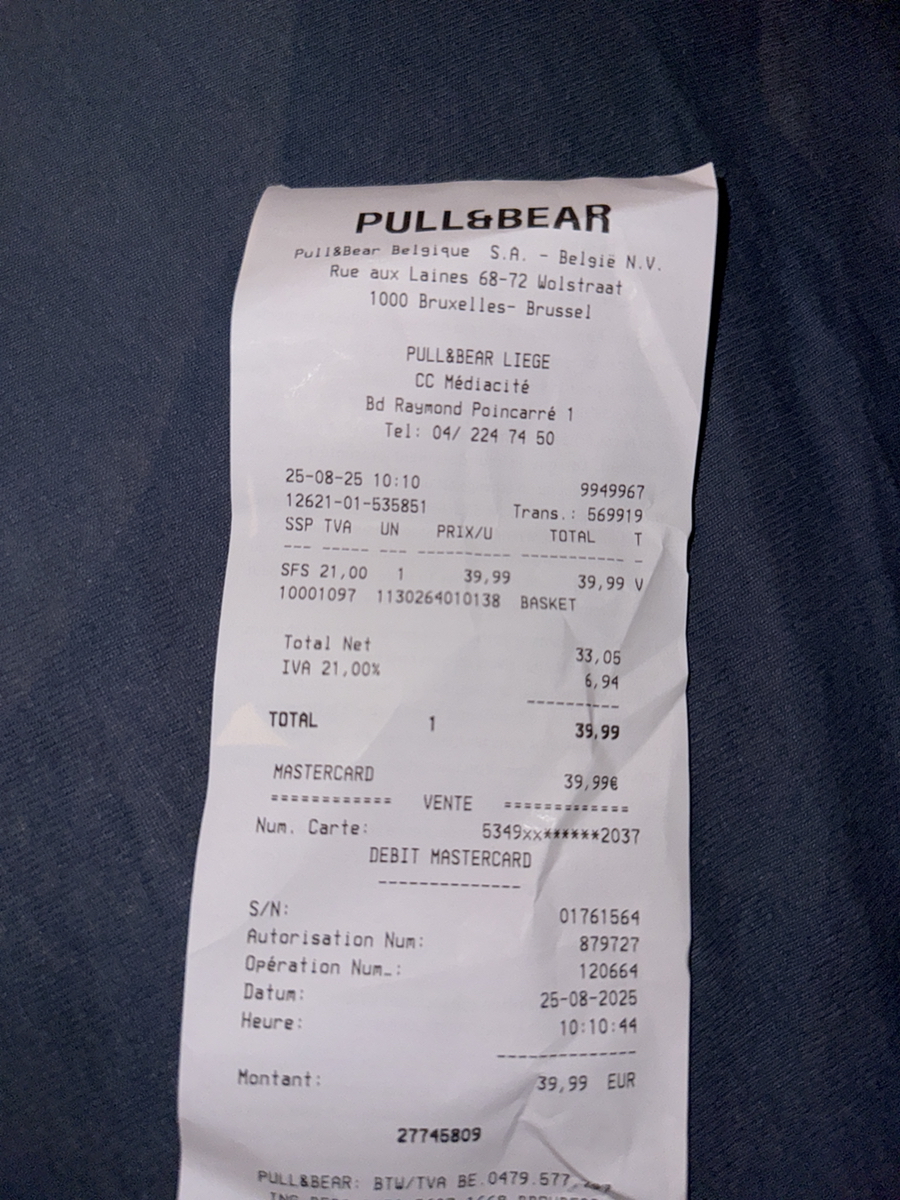 PULL&BEAR
Pull&Bear Belgique S.A. - België N.V.
Rue aux Laines 68-72 Wolstraat
1000 Bruxelles- Brussel
PULL&BEAR LIEGE
CC Médiacité
Bd Raymond Poincarré 1
Tel: 04/ 224 74 50
25-08-25 10:10 9949967
12621-01-535851 Trans.: 569919
SSP TVA UN PRIX/U TOTAL T
--- ----- --- ---------- ----------- -
SFS 21,00 1 39,99 39,99 V
10001097 1130264010138 BASKET
Total Net 33,05
IVA 21,00% 6,94
----------
TOTAL 1 39,99
MASTERCARD 39,99€
============ VENTE ============
Num. Carte: 5349xx******2037
DEBIT MASTERCARD
--------------
S/N: 01761564
Autorisation Num: 879727
Opération Num_: 120664
Datum: 25-08-2025
Heure: 10:10:44
--------------
Montant: 39,99 EUR
27745809
PULL&BEAR: BTW/TVA BE.0479.577